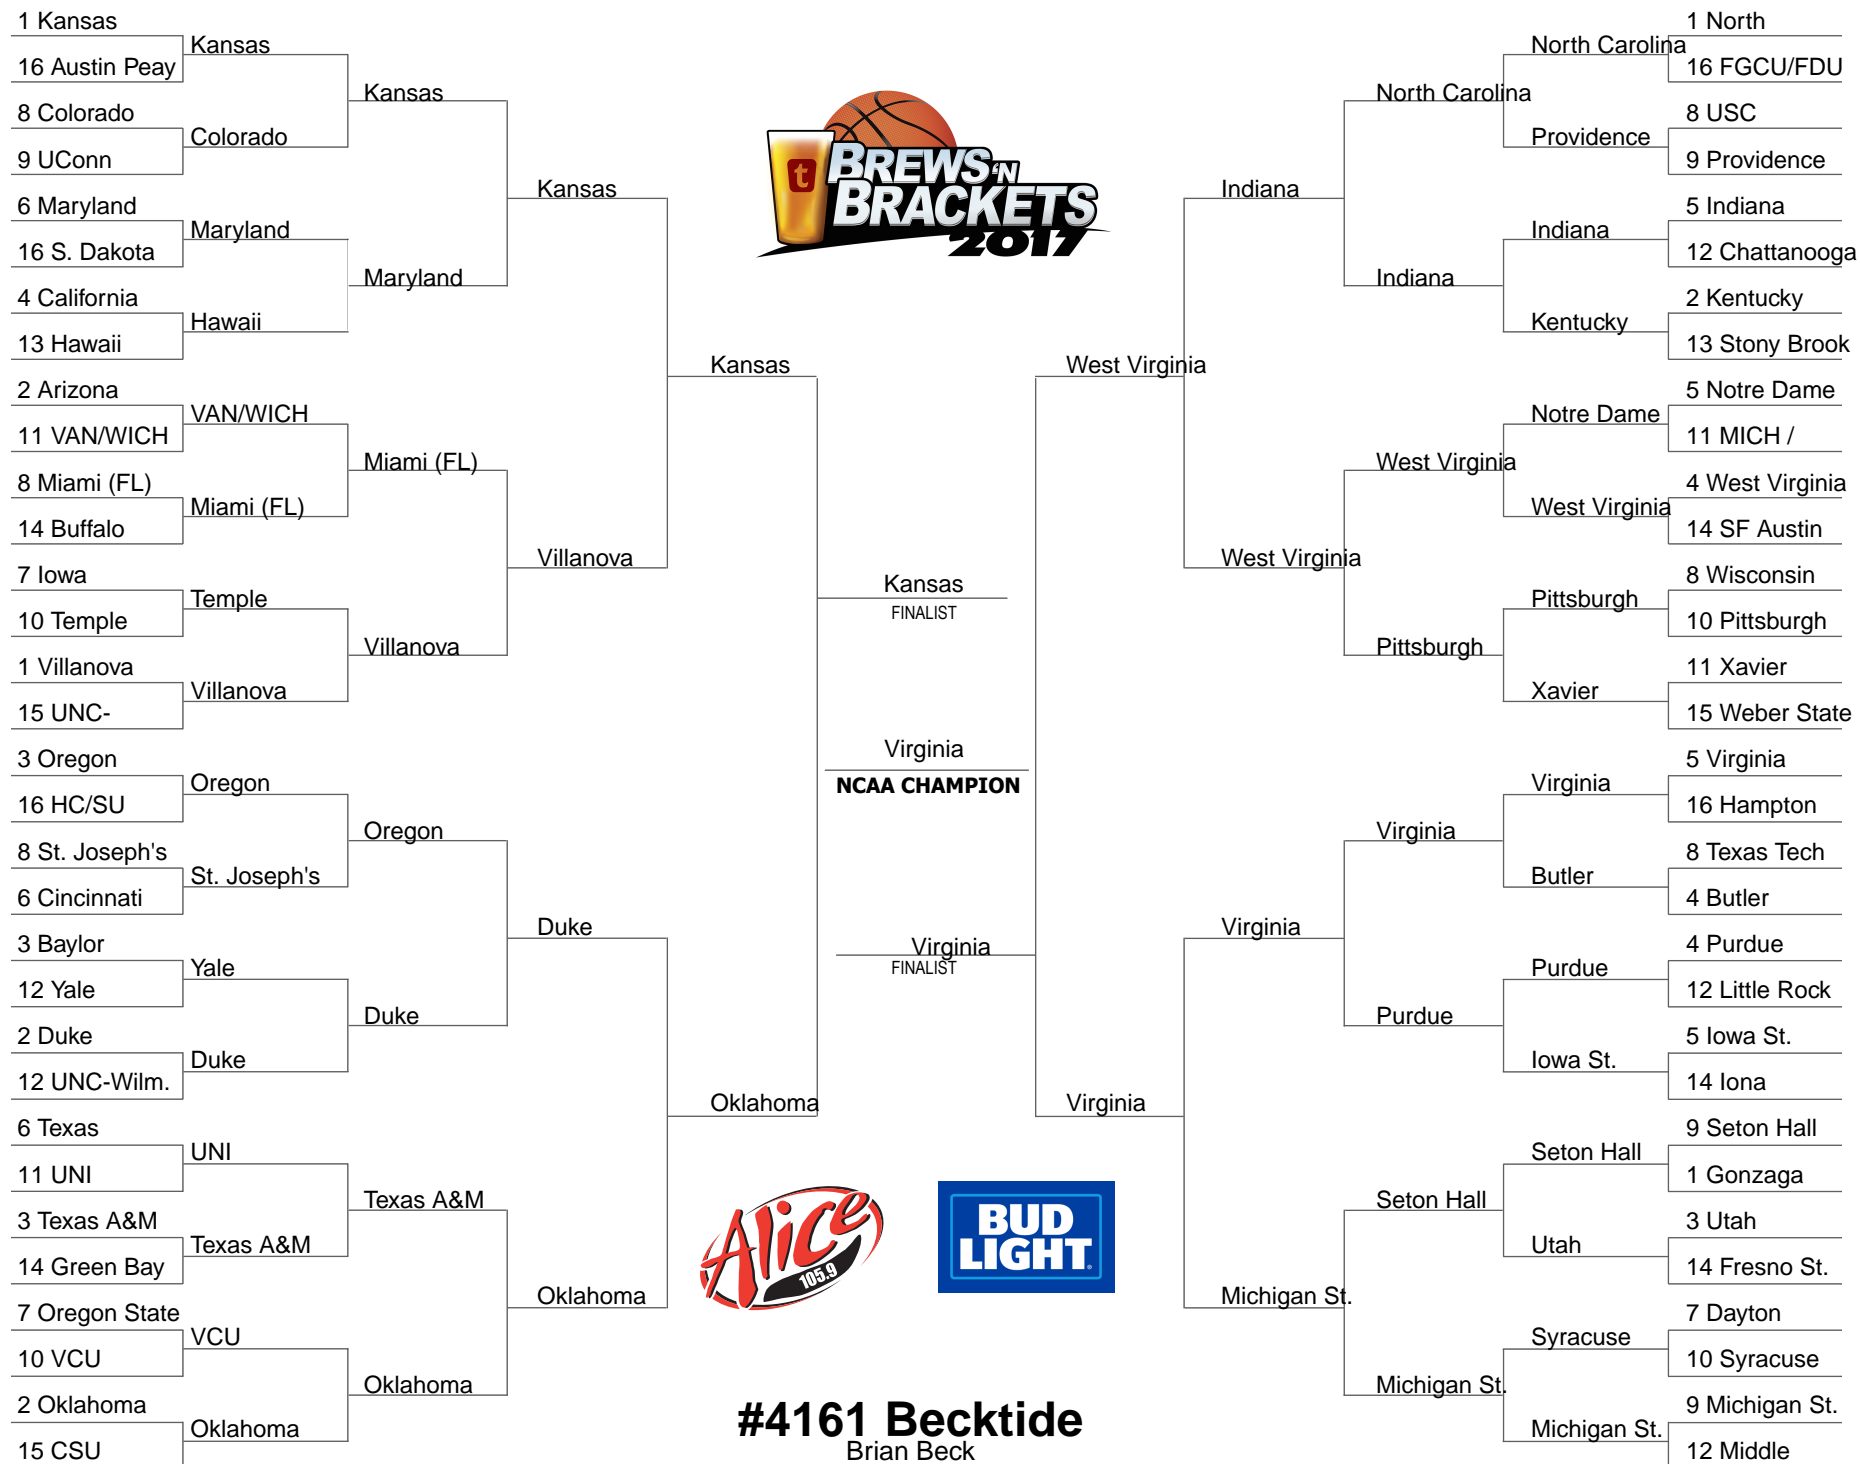 1 Kansas
16 Austin Peay
8 Colorado
9 UConn
6 Maryland
16 S. Dakota
4 California
13 Hawaii
2 Arizona
11 VAN/WICH
8 Miami (FL)
14 Buffalo
7 Iowa
10 Temple
1 Villanova
15 UNC-
3 Oregon
16 HC/SU
8 St. Joseph's
6 Cincinnati
3 Baylor
12 Yale
2 Duke
12 UNC-Wilm.
6 Texas
11 UNI
3 Texas A&M
14 Green Bay
7 Oregon State
10 VCU
2 Oklahoma
15 CSU
Kansas
Colorado
Maryland
Hawaii
VAN/WICH
Miami (FL)
Temple
Villanova
Oregon
St. Joseph's
Yale
Duke
UNI
Texas A&M
VCU
Oklahoma
Kansas
Maryland
Miami (FL)
Villanova
Oregon
Duke
Texas A&M
Oklahoma
Kansas
Villanova
Duke
Oklahoma
Kansas
Oklahoma
t
BREWS 'N
BRACKETS
2017
Kansas
FINALIST
Virginia
NCAA CHAMPION
Virginia
FINALIST
Alice
105.9
BUD
LIGHT
#4161 Becktide
Brian Beck
West Virginia
Virginia
Indiana
West Virginia
Virginia
Michigan St.
North Carolina
Indiana
West Virginia
Pittsburgh
Virginia
Purdue
Seton Hall
Michigan St.
North Carolina
Providence
Indiana
Kentucky
Notre Dame
West Virginia
Pittsburgh
Xavier
Virginia
Butler
Purdue
Iowa St.
Seton Hall
Utah
Syracuse
Michigan St.
1 North
16 FGCU/FDU
8 USC
9 Providence
5 Indiana
12 Chattanooga
2 Kentucky
13 Stony Brook
5 Notre Dame
11 MICH /
4 West Virginia
14 SF Austin
8 Wisconsin
10 Pittsburgh
11 Xavier
15 Weber State
5 Virginia
16 Hampton
8 Texas Tech
4 Butler
4 Purdue
12 Little Rock
5 Iowa St.
14 Iona
9 Seton Hall
1 Gonzaga
3 Utah
14 Fresno St.
7 Dayton
10 Syracuse
9 Michigan St.
12 Middle